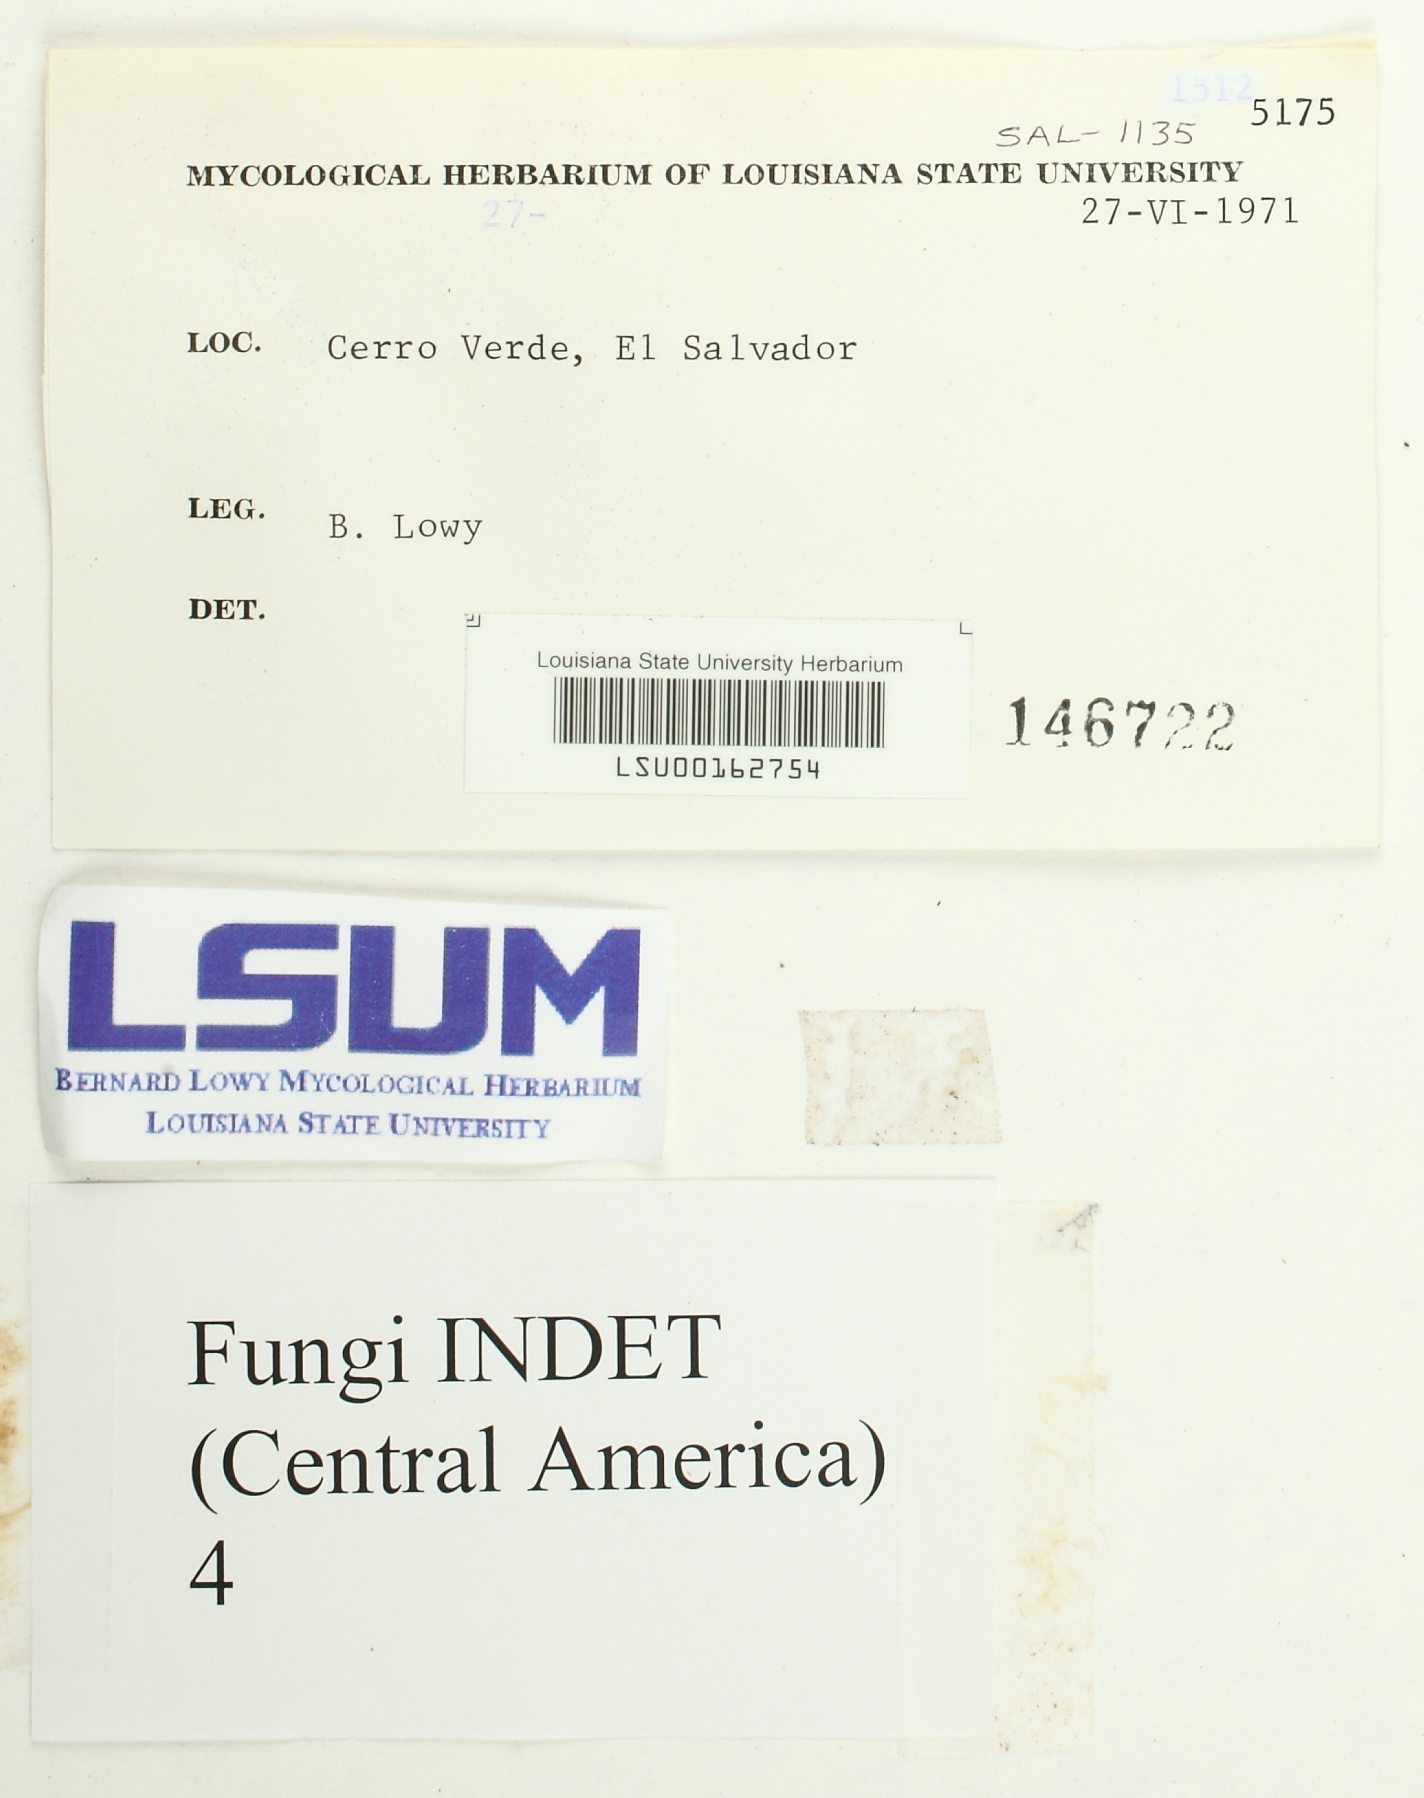 1512
5175
SAL-1135
MYCOLOGICAL HERBARIUM OF LOUISIANA STATE UNIVERSITY
27-
27-VI-1971
LOC. Cerro Verde, El Salvador
LEG. B. Lowy
DET.
Louisiana State University Herbarium
LSU00162754
146722
LSUM
BERNARD LOWY MYCOLOGICAL HERBARIUM
LOUISIANA STATE UNIVERSITY
Fungi INDET
(Central America)
4